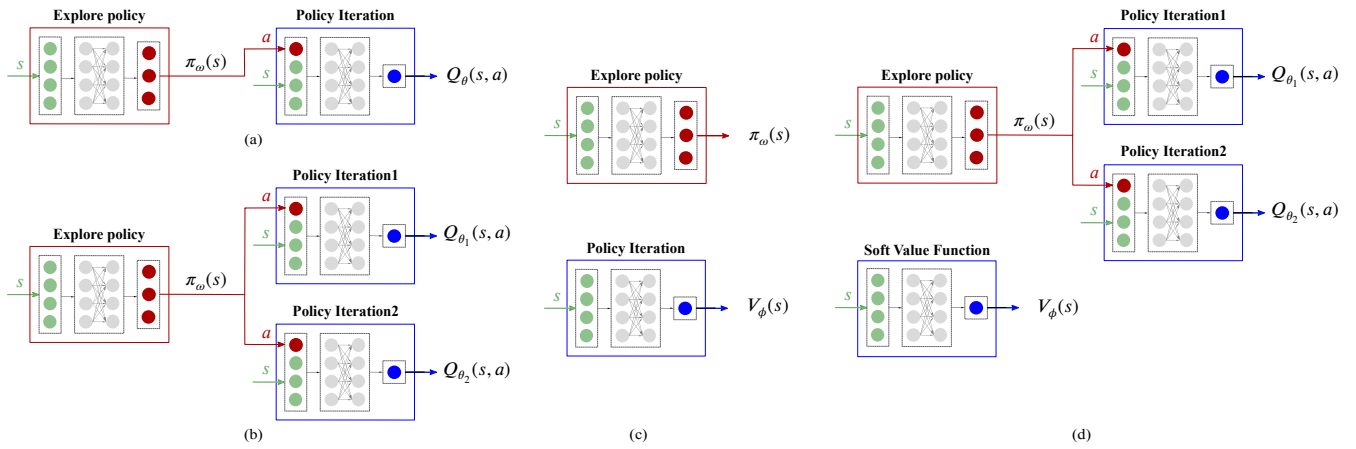 Explore policy
Policy Iteration
s
π_ω(s)
a
s
Q_θ(s, a)
(a)
Explore policy
s
π_ω(s)
Policy Iteration1
a
s
Q_θ₁(s, a)
Policy Iteration2
a
s
Q_θ₂(s, a)
(b)
Explore policy
s
π_ω(s)
Policy Iteration
s
V_ϕ(s)
(c)
Explore policy
s
π_ω(s)
Policy Iteration1
a
s
Q_θ₁(s, a)
Policy Iteration2
a
s
Q_θ₂(s, a)
Soft Value Function
s
V_ϕ(s)
(d)